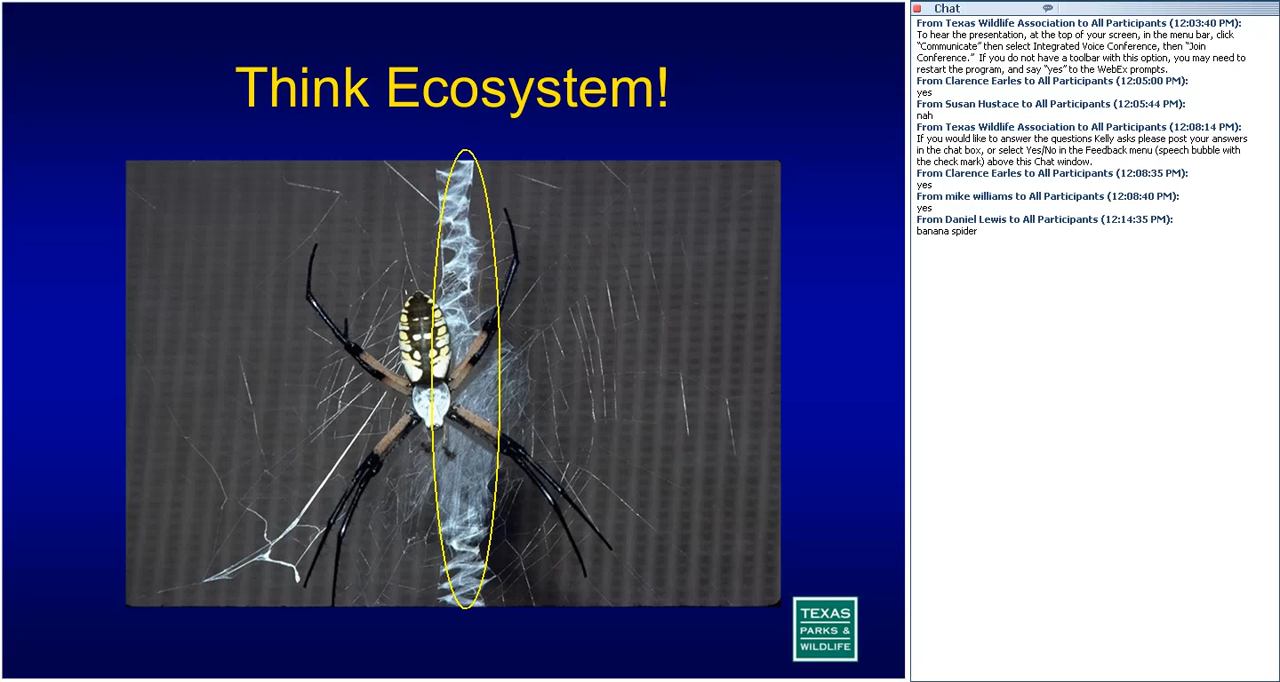 Think Ecosystem!
TEXAS
PARKS &
WILDLIFE
Chat
From Texas Wildlife Association to All Participants (12:03:40 PM):
To hear the presentation, at the top of your screen, in the menu bar, click
“Communicate” then select Integrated Voice Conference, then “Join
Conference.”  If you do not have a toolbar with this option, you may need to
restart the program, and say “yes” to the WebEx prompts.
From Clarence Earles to All Participants (12:05:00 PM):
yes
From Susan Hustace to All Participants (12:05:44 PM):
nah
From Texas Wildlife Association to All Participants (12:08:14 PM):
If you would like to answer the questions Kelly asks please post your answers
in the chat box, or select Yes/No in the Feedback menu (speech bubble with
the check mark) above this Chat window.
From Clarence Earles to All Participants (12:08:35 PM):
yes
From mike williams to All Participants (12:08:40 PM):
yes
From Daniel Lewis to All Participants (12:14:35 PM):
banana spider